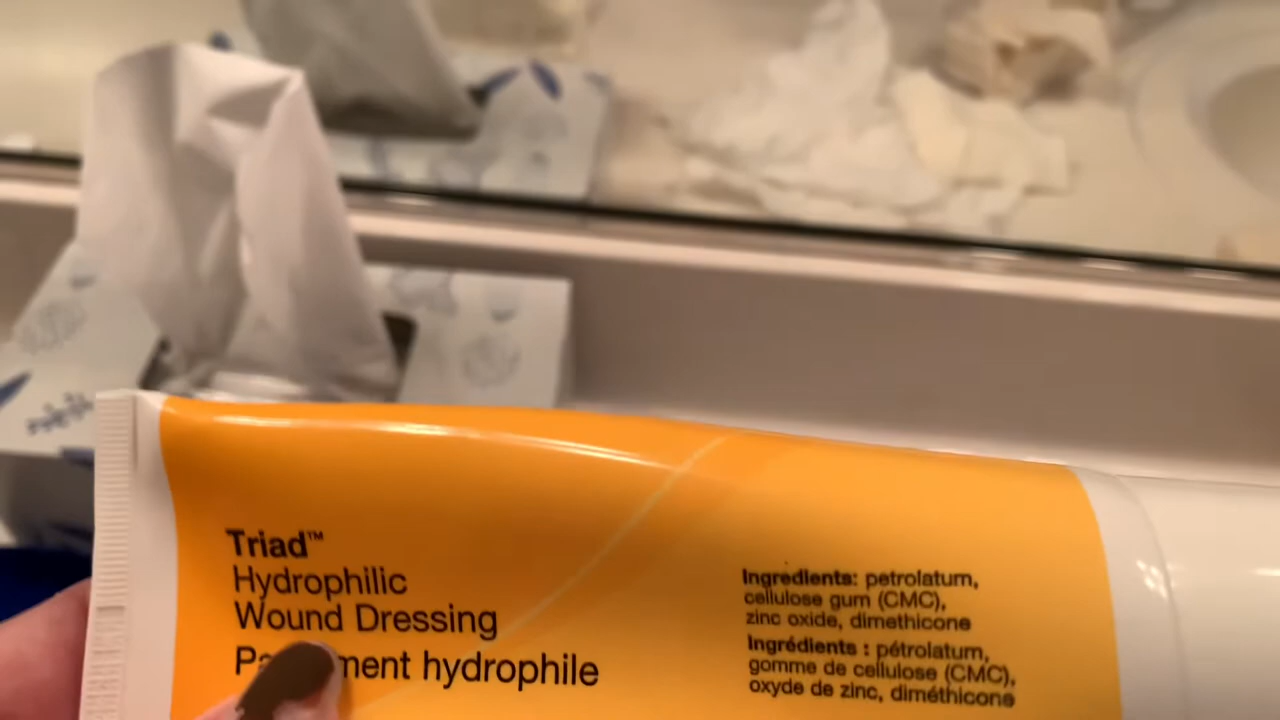 Triad™
Hydrophilic
Wound Dressing
hydrophile
Ingredients: petrolatum,
cellulose gum (CMC),
zinc oxide, dimethicone
Ingrédients : pétrolatum,
gomme de cellulose (CMC),
oxyde de zinc, diméthicone